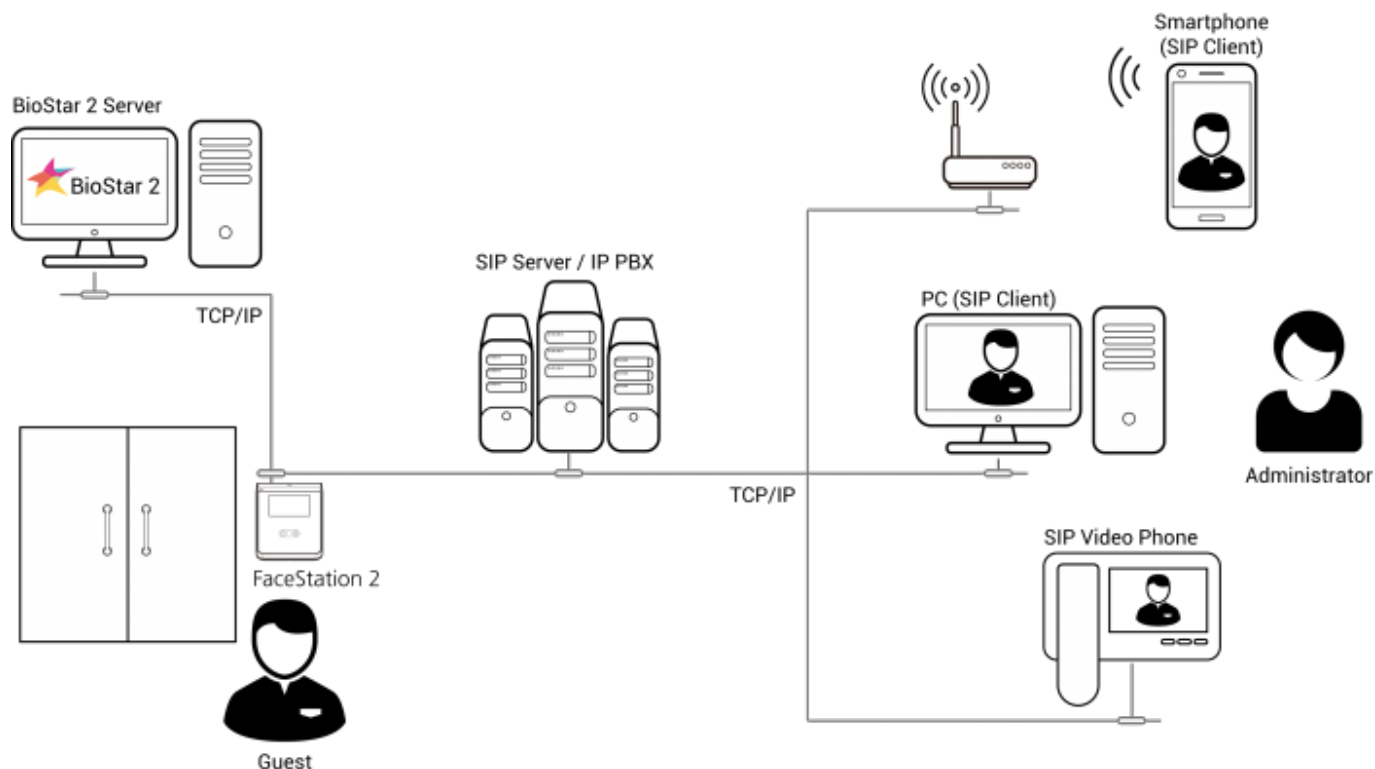 Smartphone
(SIP Client)
BioStar 2 Server
BioStar 2
SIP Server / IP PBX
PC (SIP Client)
TCP/IP
Administrator
TCP/IP
SIP Video Phone
FaceStation 2
Guest